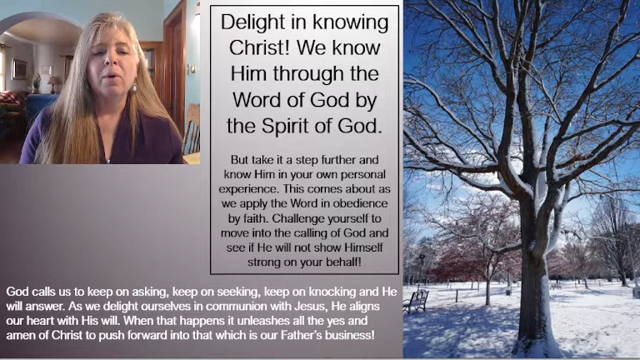 Delight in knowing
Christ! We know
Him through the
Word of God by
the Spirit of God.
But take it a step further and
know Him in your own personal
experience. This comes about as
we apply the Word in obedience
by faith. Challenge yourself to
move into the calling of God and
see if He will not show Himself
strong on your behalf!
God calls us to keep on asking, keep on seeking, keep on knocking and He
will answer. As we delight ourselves in communion with Jesus, He aligns
our heart with His will. When that happens it unleashes all the yes and
amen of Christ to push forward into that which is our Father's business!